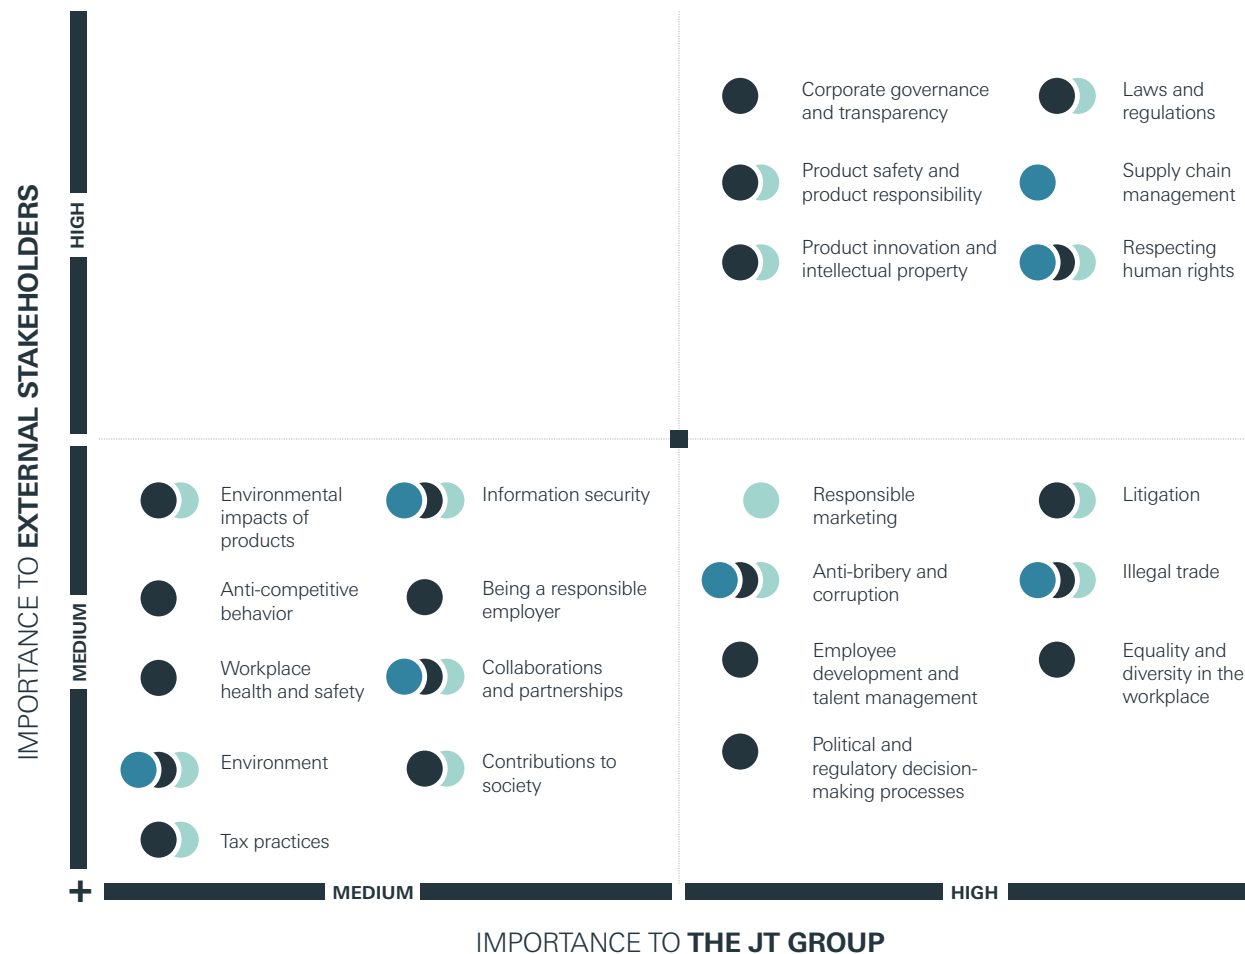 IMPORTANCE TO EXTERNAL STAKEHOLDERS
HIGH
MEDIUM
Corporate governance
and transparency
Laws and
regulations
Product safety and
product responsibility
Supply chain
management
Product innovation and
intellectual property
Respecting
human rights
Environmental
impacts of
products
Information security
Anti-competitive
behavior
Being a responsible
employer
Workplace
health and safety
Collaborations
and partnerships
Environment
Contributions to
society
Tax practices
Responsible
marketing
Litigation
Anti-bribery and
corruption
Illegal trade
Employee
development and
talent management
Equality and
diversity in the
workplace
Political and
regulatory decision-
making processes
+
MEDIUM
HIGH
IMPORTANCE TO THE JT GROUP